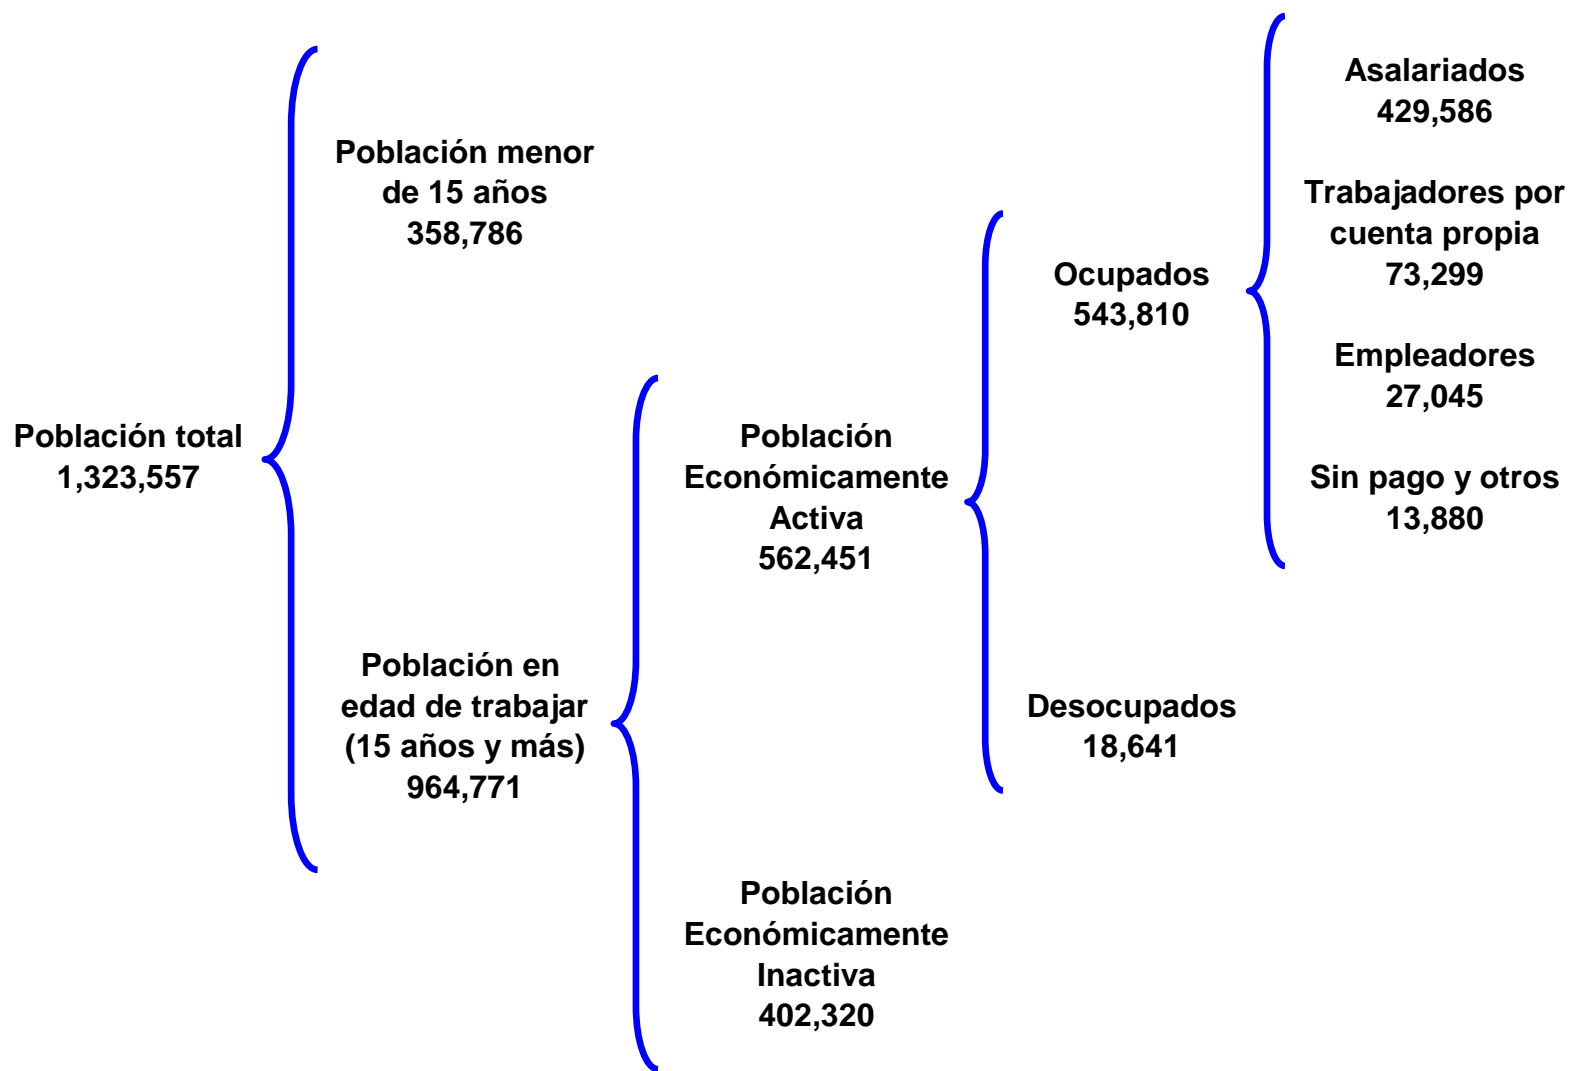 Población total
1,323,557
Población menor
de 15 años
358,786
Población en
edad de trabajar
(15 años y más)
964,771
Población
Económicamente
Activa
562,451
Población
Económicamente
Inactiva
402,320
Ocupados
543,810
Desocupados
18,641
Asalariados
429,586
Trabajadores por
cuenta propia
73,299
Empleadores
27,045
Sin pago y otros
13,880